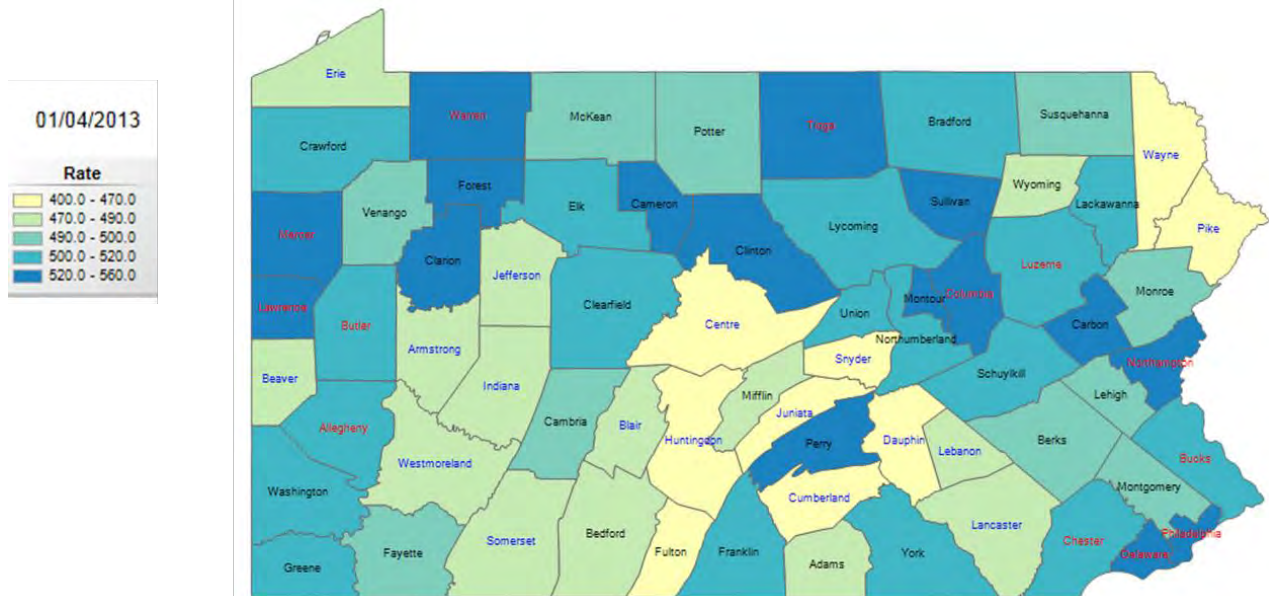 01/04/2013
Rate
400.0 - 470.0
470.0 - 490.0
490.0 - 500.0
500.0 - 520.0
520.0 - 560.0
Erie
Warren
McKean
Potter
Tioga
Bradford
Susquehanna
Crawford
Wayne
Forest
Wyoming
Venango
Elk
Cameron
Sullivan
Lackawanna
Mercer
Lycoming
Pike
Clinton
Clarion
Luzerne
Jefferson
Monroe
Clearfield
Montour
Columbia
Lawrence
Butler
Centre
Union
Carbon
Northumberland
Armstrong
Snyder
Northampton
Beaver
Indiana
Schuylkill
Mifflin
Lehigh
Juniata
Cambria
Blair
Allegheny
Huntingdon
Perry
Dauphin
Berks
Lebanon
Bucks
Westmoreland
Washington
Cumberland
Montgomery
Lancaster
Philadelphia
Somerset
Bedford
Fayette
Fulton
Franklin
York
Chester
Delaware
Greene
Adams